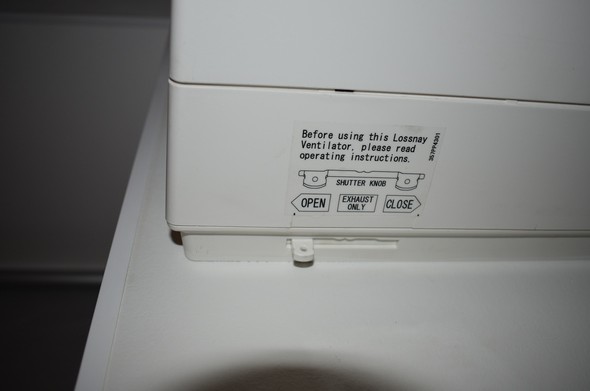 Before using this Lossnay
Ventilator, please read
operating instructions.
SHUTTER KNOB
OPEN
EXHAUST
ONLY
CLOSE